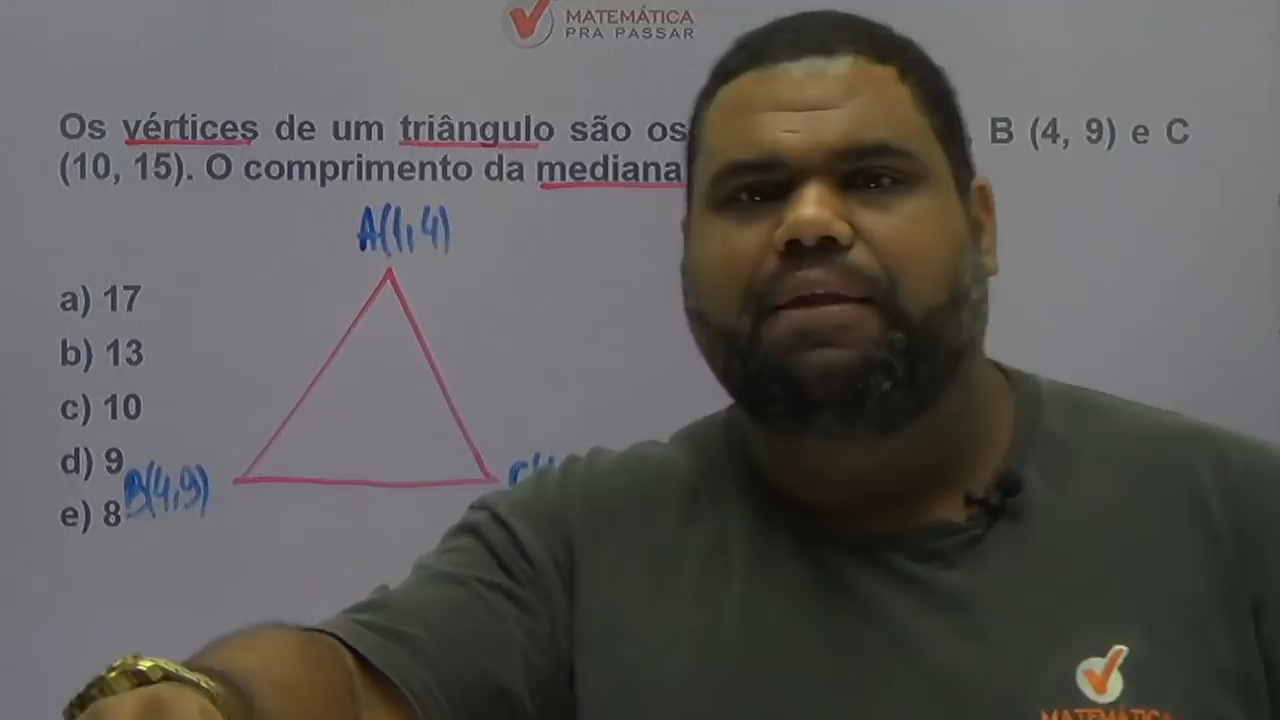 MATEMÁTICA
PRA PASSAR
Os vértices de um triângulo são os B (4, 9) e C
(10, 15). O comprimento da mediana
A(1,4)
a) 17
b) 13
c) 10
d) 9
B(4,9)
e) 8
MATEMÁTICA